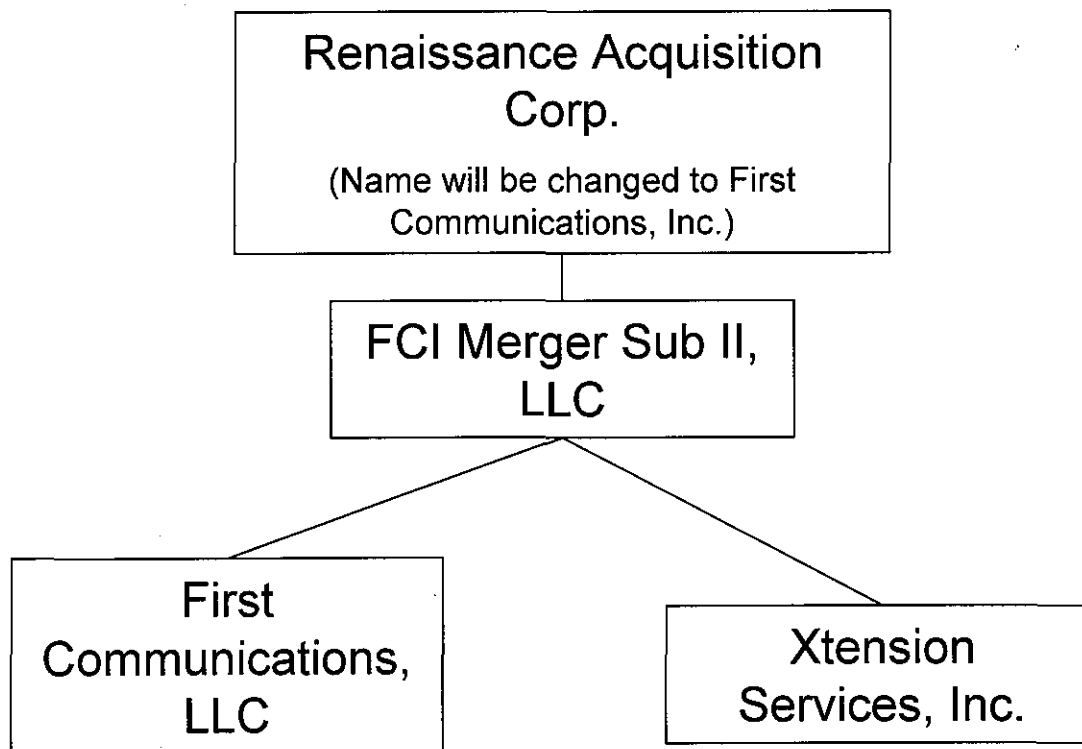 Renaissance Acquisition
Corp.
(Name will be changed to First
Communications, Inc.)
FCI Merger Sub II,
LLC
First
Communications,
LLC
Xtension
Services, Inc.